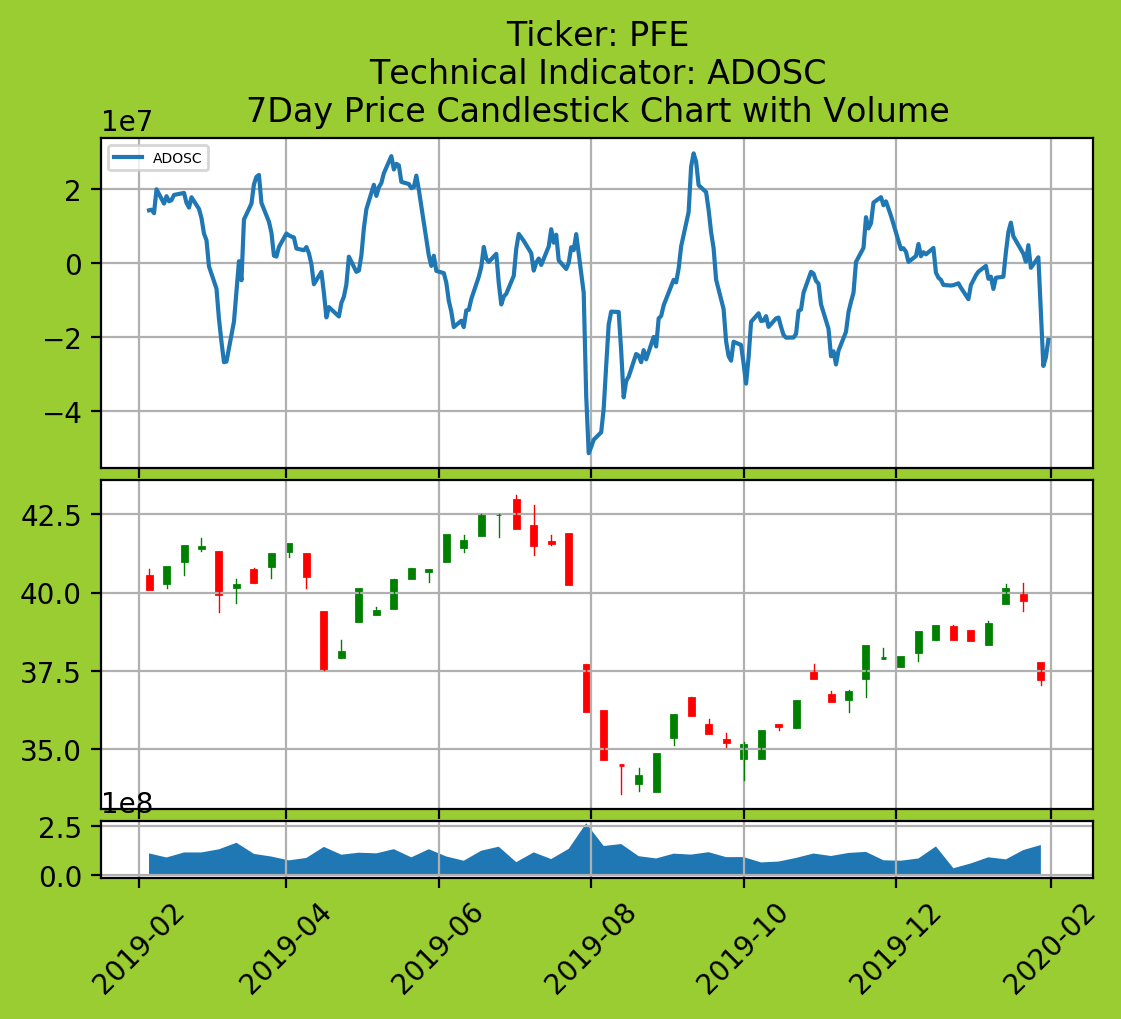 Ticker: PFE
Technical Indicator: ADOSC
7Day Price Candlestick Chart with Volume
1e7
ADOSC
2
0
−2
−4
42.5
40.0
37.5
35.0
1e8
2.5
0.0
2019-02
2019-04
2019-06
2019-08
2019-10
2019-12
2020-02